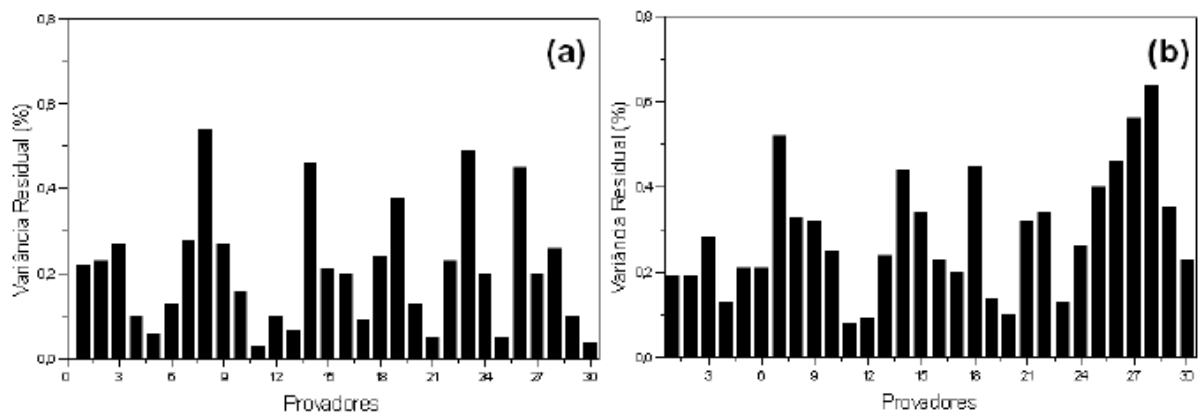 (a)
Variância Residual (%)
0,8
0,6
0,4
0,2
0,0
0 3 6 9 12 15 18 21 24 27 30
Provadores
(b)
Variância Residual (%)
0,8
0,6
0,4
0,2
0,0
3 6 9 12 15 18 21 24 27 30
Provadores